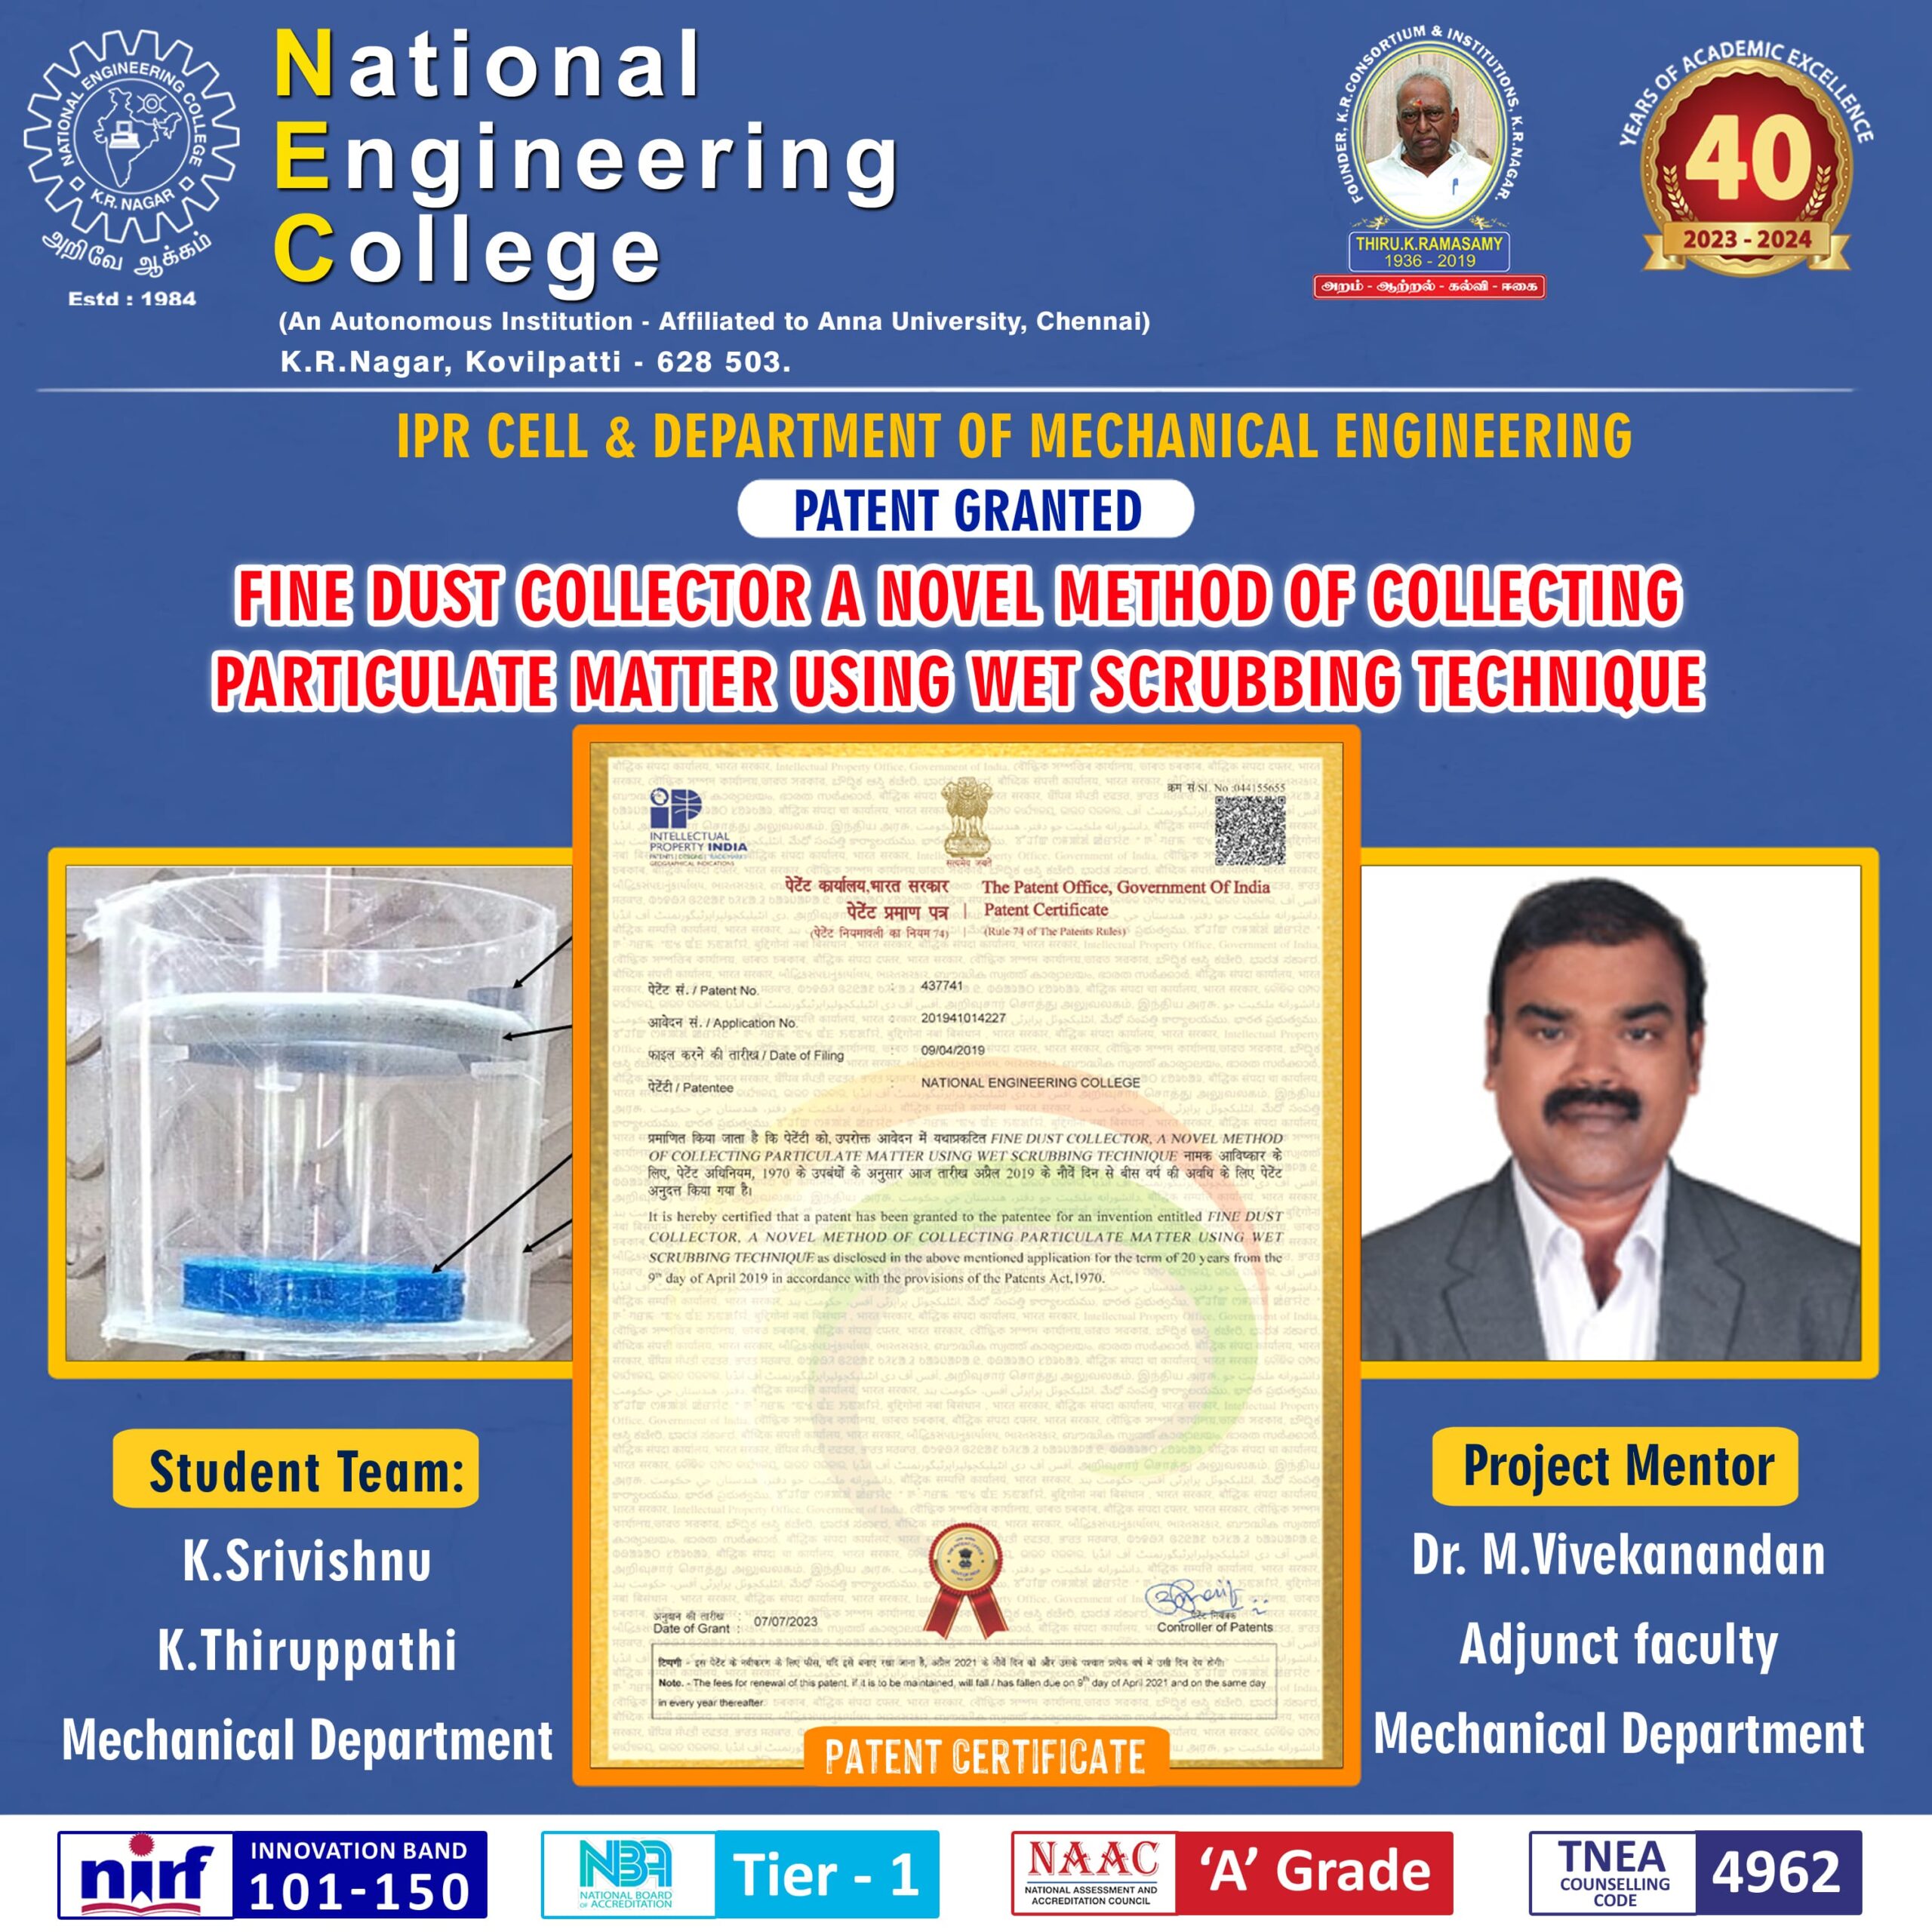 NATIONAL ENGINEERING COLLEGE
K.R. NAGAR
அறிவே ஆக்கம்
Estd : 1984
National
Engineering
College
(An Autonomous Institution - Affiliated to Anna University, Chennai)
K.R.Nagar, Kovilpatti - 628 503.
FOUNDER, K.R.CONSORTIUM & INSTITUTIONS, K.R.NAGAR.
THIRU.K.RAMASAMY
1936 - 2019
அறம் - ஆற்றல் - கல்வி - ஈகை
YEARS OF ACADEMIC EXCELLENCE
40
2023 - 2024
IPR CELL & DEPARTMENT OF MECHANICAL ENGINEERING
PATENT GRANTED
FINE DUST COLLECTOR A NOVEL METHOD OF COLLECTING
PARTICULATE MATTER USING WET SCRUBBING TECHNIQUE
INTELLECTUAL
PROPERTY INDIA
PATENTS | DESIGNS | TRADE MARKS
GEOGRAPHICAL INDICATIONS
सत्यमेव जयते
क्रम सं/SL No :044155655
पेटेंट कार्यालय,भारत सरकार The Patent Office, Government Of India
पेटेंट प्रमाण पत्र | Patent Certificate
(पेटेंट नियमावली का नियम 74) | (Rule 74 of The Patents Rules)
पेटेंट सं. / Patent No. : 437741
आवेदन सं. / Application No. : 201941014227
फाइल करने की तारीख / Date of Filing : 09/04/2019
पेटेंटी / Patentee : NATIONAL ENGINEERING COLLEGE
प्रमाणित किया जाता है कि पेटेंटी को, उपरोक्त आवेदन में यथाप्रकटित FINE DUST COLLECTOR, A NOVEL METHOD
OF COLLECTING PARTICULATE MATTER USING WET SCRUBBING TECHNIQUE नामक आविष्कार के
लिए, पेटेंट अधिनियम, 1970 के उपबंधों के अनुसार आज तारीख अप्रैल 2019 के नौवें दिन से बीस वर्ष की अवधि के लिए पेटेंट
अनुदत्त किया गया है।
It is hereby certified that a patent has been granted to the patentee for an invention entitled FINE DUST
COLLECTOR, A NOVEL METHOD OF COLLECTING PARTICULATE MATTER USING WET
SCRUBBING TECHNIQUE as disclosed in the above mentioned application for the term of 20 years from the
9th day of April 2019 in accordance with the provisions of the Patents Act,1970.
अनुदान की तारीख :
Date of Grant : 07/07/2023
पेटेंट नियंत्रक
Controller of Patents
टिप्पणी - इस पेटेंट के नवीकरण के लिए फीस, यदि इसे बनाए रखा जाना है, अप्रैल 2021 के नौवें दिन को और उसके पश्चात प्रत्येक वर्ष में उसी दिन देय होगी।
Note. - The fees for renewal of this patent, if it is to be maintained, will fall / has fallen due on 9th day of April 2021 and on the same day
in every year thereafter.
PATENT CERTIFICATE
Student Team:
K.Srivishnu
K.Thiruppathi
Mechanical Department
Project Mentor
Dr. M.Vivekanandan
Adjunct faculty
Mechanical Department
nirf
INNOVATION BAND
101-150
NBA
NATIONAL BOARD
OF ACCREDITATION
Tier - 1
NAAC
NATIONAL ASSESSMENT AND
ACCREDITATION COUNCIL
‘A’ Grade
TNEA
COUNSELLING
CODE
4962